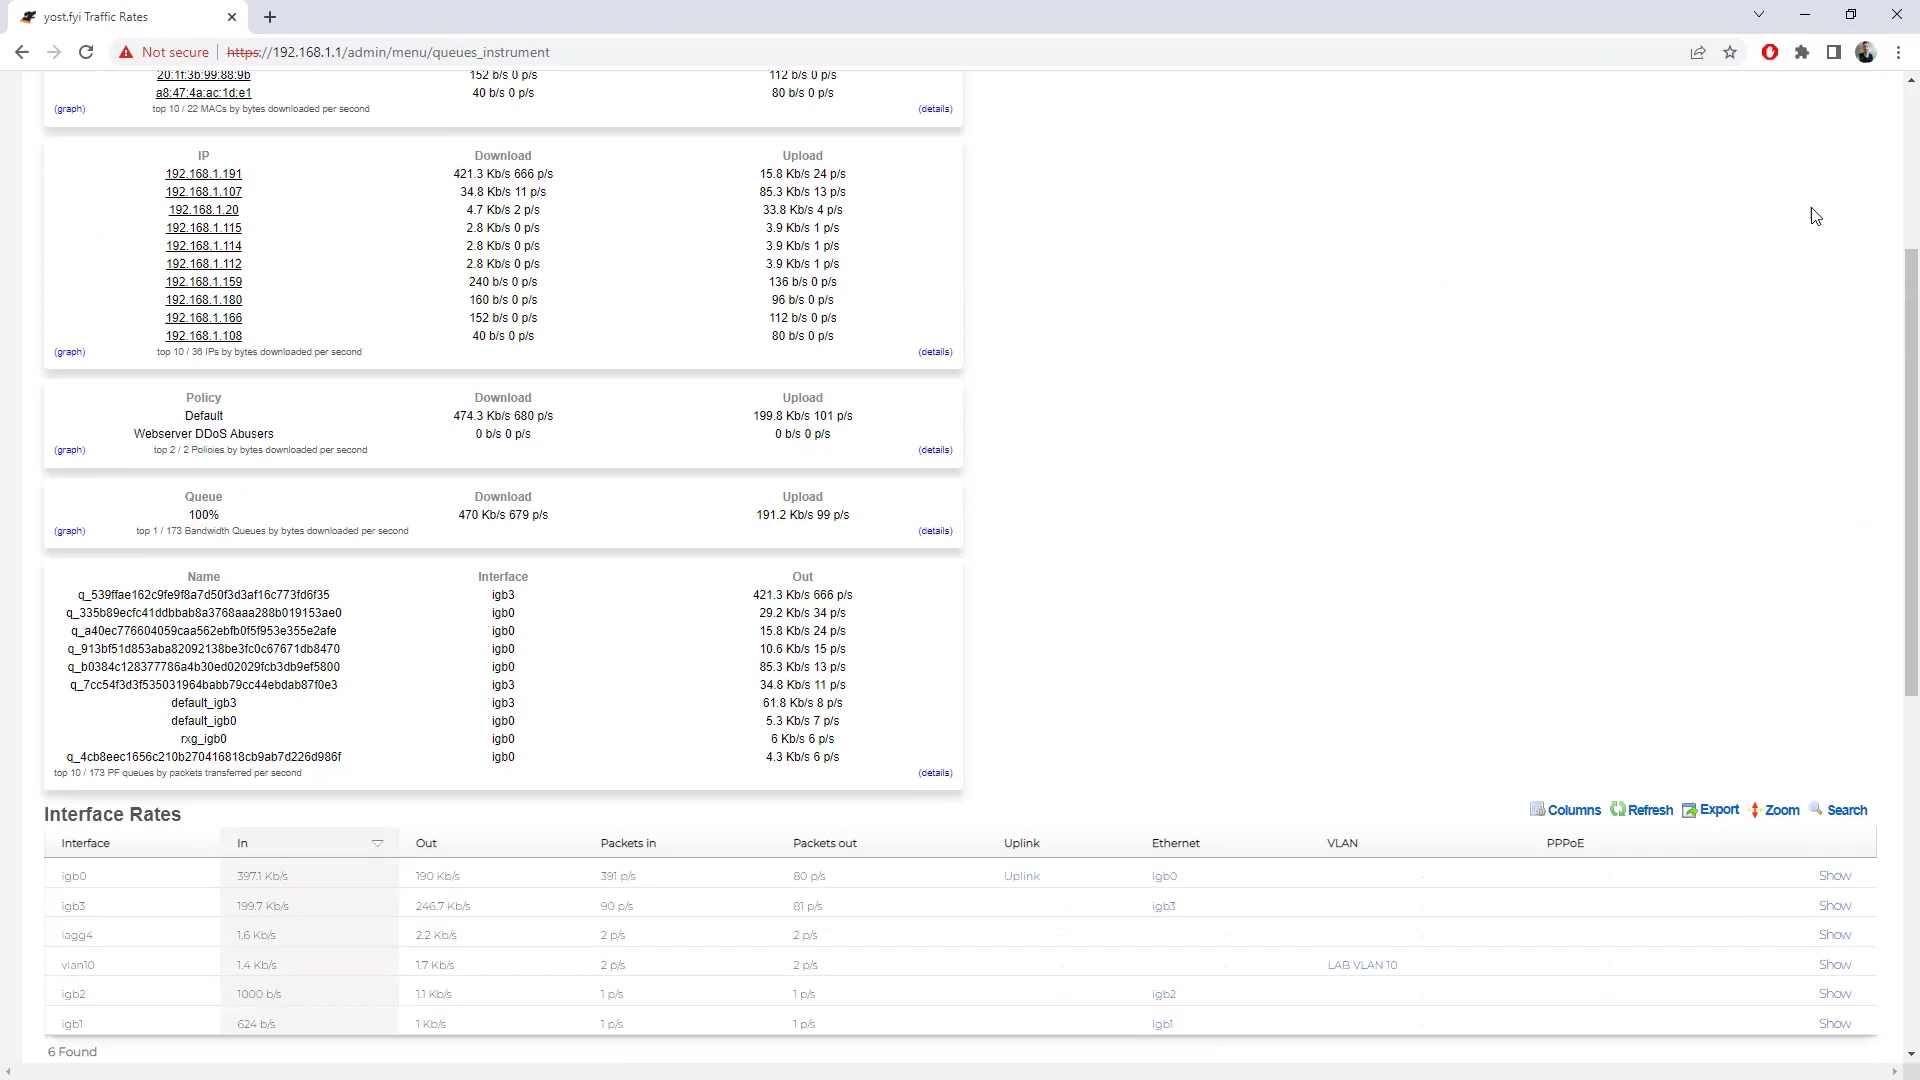 yost.fyi Traffic Rates
Not secure https://192.168.1.1/admin/menu/queues_instrument
20:1f:3b:99:88:9b 152 b/s 0 p/s 112 b/s 0 p/s
a8:47:4a:ac:1d:e1 40 b/s 0 p/s 80 b/s 0 p/s
(graph) top 10 / 22 MACs by bytes downloaded per second (details)
IP Download Upload
192.168.1.191 421.3 Kb/s 666 p/s 15.8 Kb/s 24 p/s
192.168.1.107 34.8 Kb/s 11 p/s 85.3 Kb/s 13 p/s
192.168.1.20 4.7 Kb/s 2 p/s 33.8 Kb/s 4 p/s
192.168.1.115 2.8 Kb/s 0 p/s 3.9 Kb/s 1 p/s
192.168.1.114 2.8 Kb/s 0 p/s 3.9 Kb/s 1 p/s
192.168.1.112 2.8 Kb/s 0 p/s 3.9 Kb/s 1 p/s
192.168.1.159 240 b/s 0 p/s 136 b/s 0 p/s
192.168.1.180 160 b/s 0 p/s 96 b/s 0 p/s
192.168.1.166 152 b/s 0 p/s 112 b/s 0 p/s
192.168.1.108 40 b/s 0 p/s 80 b/s 0 p/s
(graph) top 10 / 36 IPs by bytes downloaded per second (details)
Policy Download Upload
Default 474.3 Kb/s 680 p/s 199.8 Kb/s 101 p/s
Webserver DDoS Abusers 0 b/s 0 p/s 0 b/s 0 p/s
(graph) top 2 / 2 Policies by bytes downloaded per second (details)
Queue Download Upload
100% 470 Kb/s 679 p/s 191.2 Kb/s 99 p/s
(graph) top 1 / 173 Bandwidth Queues by bytes downloaded per second (details)
Name Interface Out
q_539ffae162c9fe9f8a7d50f3d3af16c773fd6f35 igb3 421.3 Kb/s 666 p/s
q_335b89ecfc41ddbbab8a3768aaa288b019153ae0 igb0 29.2 Kb/s 34 p/s
q_a40ec776604059caa562ebfb0f5f953e355e2afe igb0 15.8 Kb/s 24 p/s
q_913bf51d853aba82092138be3fc0c67671db8470 igb0 10.6 Kb/s 15 p/s
q_b0384c128377786a4b30ed02029fcb3db9ef5800 igb0 85.3 Kb/s 13 p/s
q_7cc54f3d3f535031964babb79cc44ebdab87f0e3 igb3 34.8 Kb/s 11 p/s
default_igb3 igb3 61.8 Kb/s 8 p/s
default_igb0 igb0 5.3 Kb/s 7 p/s
rxg_igb0 igb0 6 Kb/s 6 p/s
q_4cb8eec1656c210b270416818cb9ab7d226d986f igb0 4.3 Kb/s 6 p/s
top 10 / 173 PF queues by packets transferred per second (details)
Interface Rates Columns Refresh Export Zoom Search
Interface In Out Packets in Packets out Uplink Ethernet VLAN PPPoE
igb0 397.1 Kb/s 190 Kb/s 391 p/s 80 p/s Uplink igb0 - - Show
igb3 199.7 Kb/s 246.7 Kb/s 90 p/s 81 p/s - igb3 - - Show
lagg4 1.6 Kb/s 2.2 Kb/s 2 p/s 2 p/s - - - - Show
vlan10 1.4 Kb/s 1.7 Kb/s 2 p/s 2 p/s - - LAB VLAN 10 - Show
igb2 1000 b/s 1.1 Kb/s 1 p/s 1 p/s - igb2 - - Show
igb1 624 b/s 1 Kb/s 1 p/s 1 p/s - igb1 - - Show
6 Found